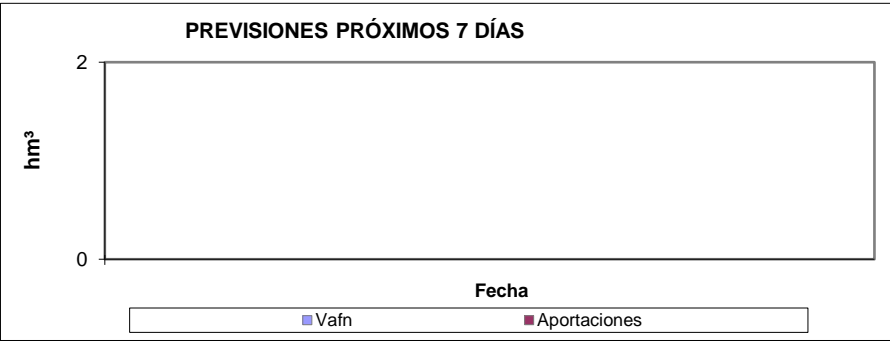 PREVISIONES PRÓXIMOS 7 DÍAS
2
hm³
0
Fecha
Vafn Aportaciones